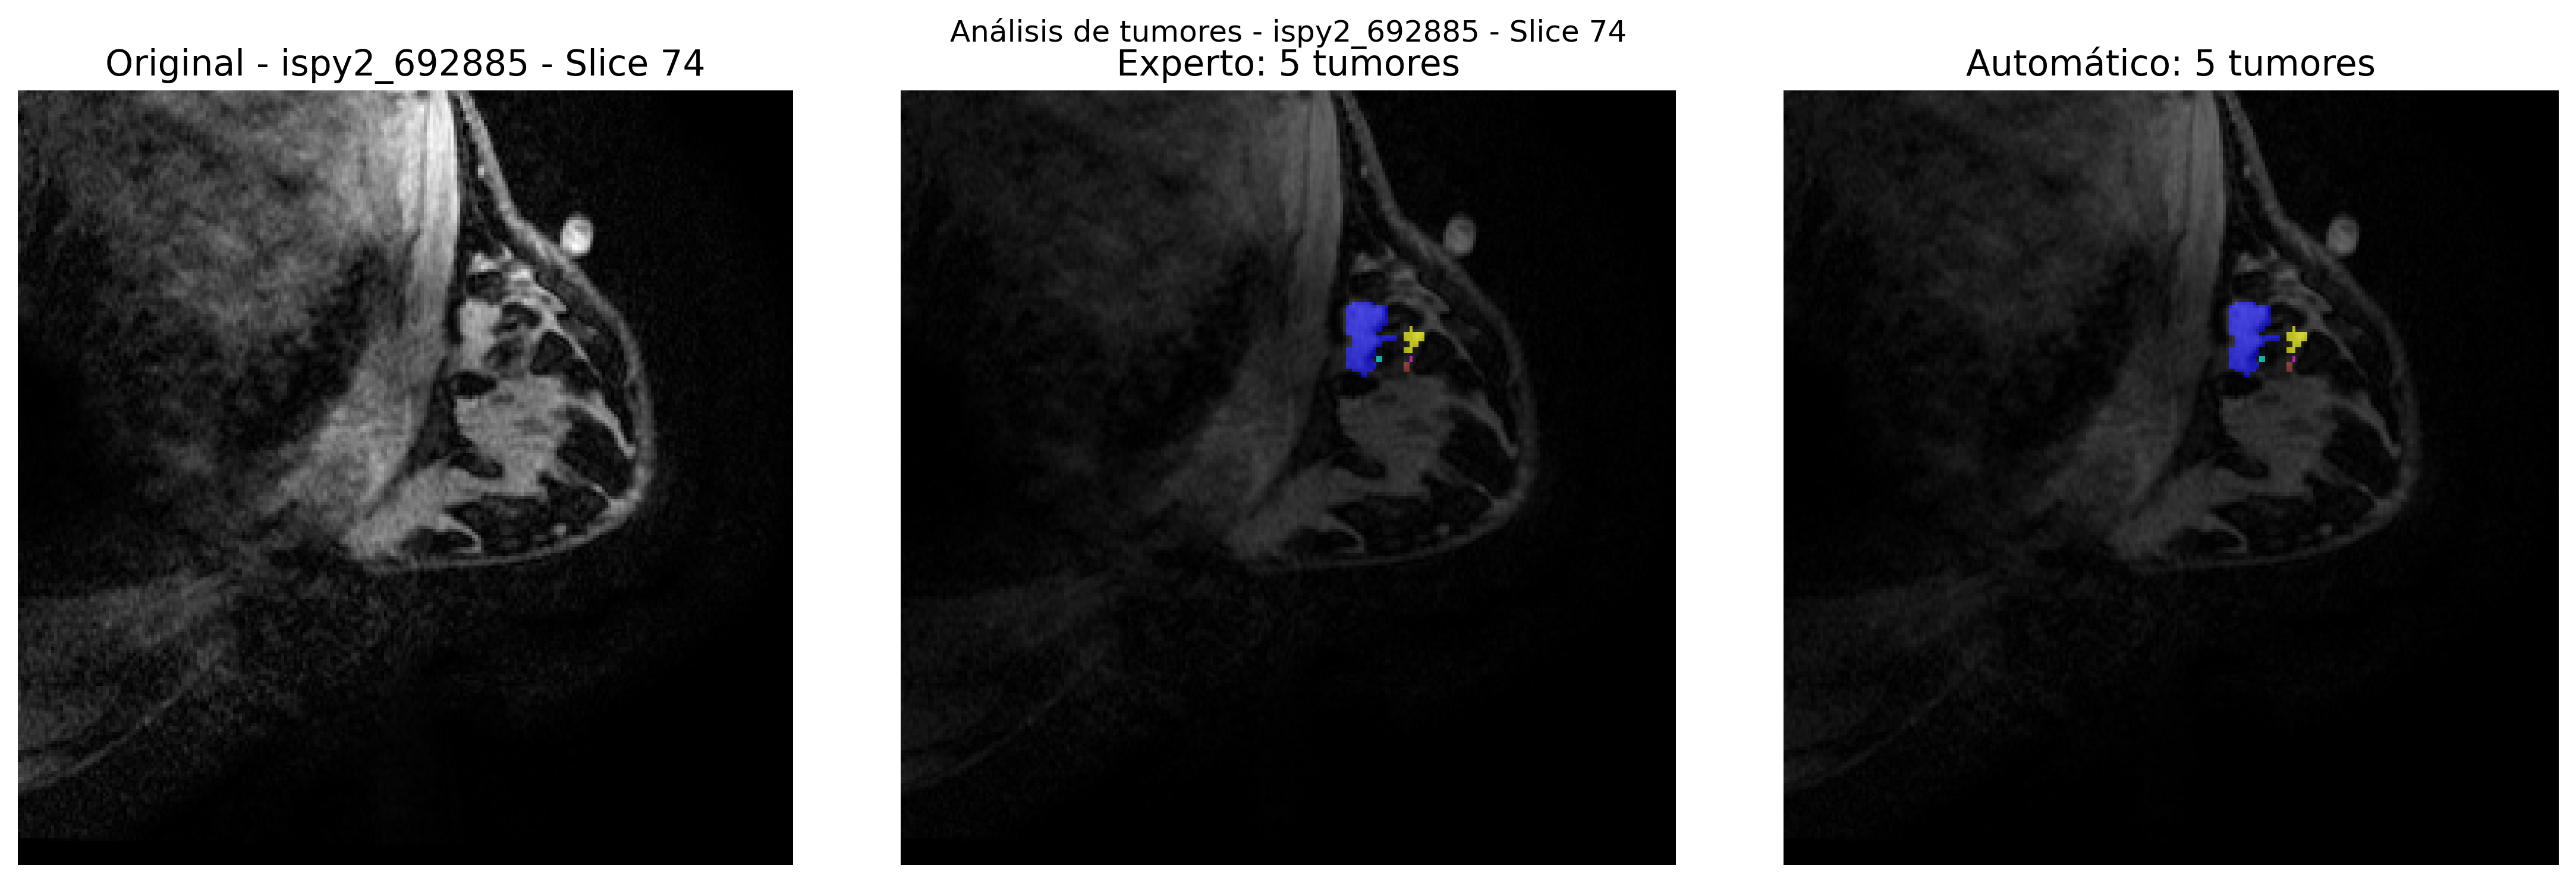 Análisis de tumores - ispy2_692885 - Slice 74
Original - ispy2_692885 - Slice 74
Experto: 5 tumores
Automático: 5 tumores